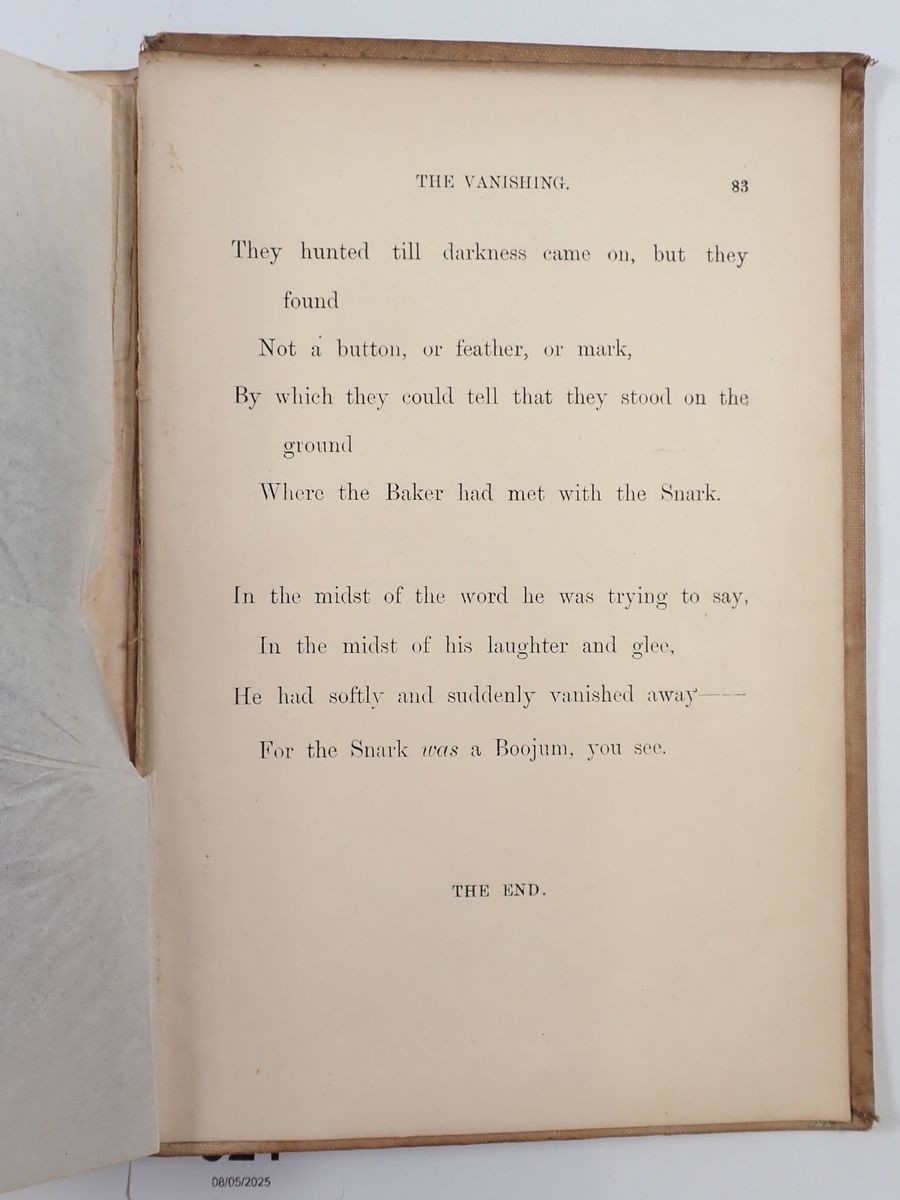 THE VANISHING. 83
They hunted till darkness came on, but they
found
Not a button, or feather, or mark,
By which they could tell that they stood on the
ground
Where the Baker had met with the Snark.
In the midst of the word he was trying to say,
In the midst of his laughter and glee,
He had softly and suddenly vanished away——
For the Snark was a Boojum, you see.
THE END.
08/05/2025